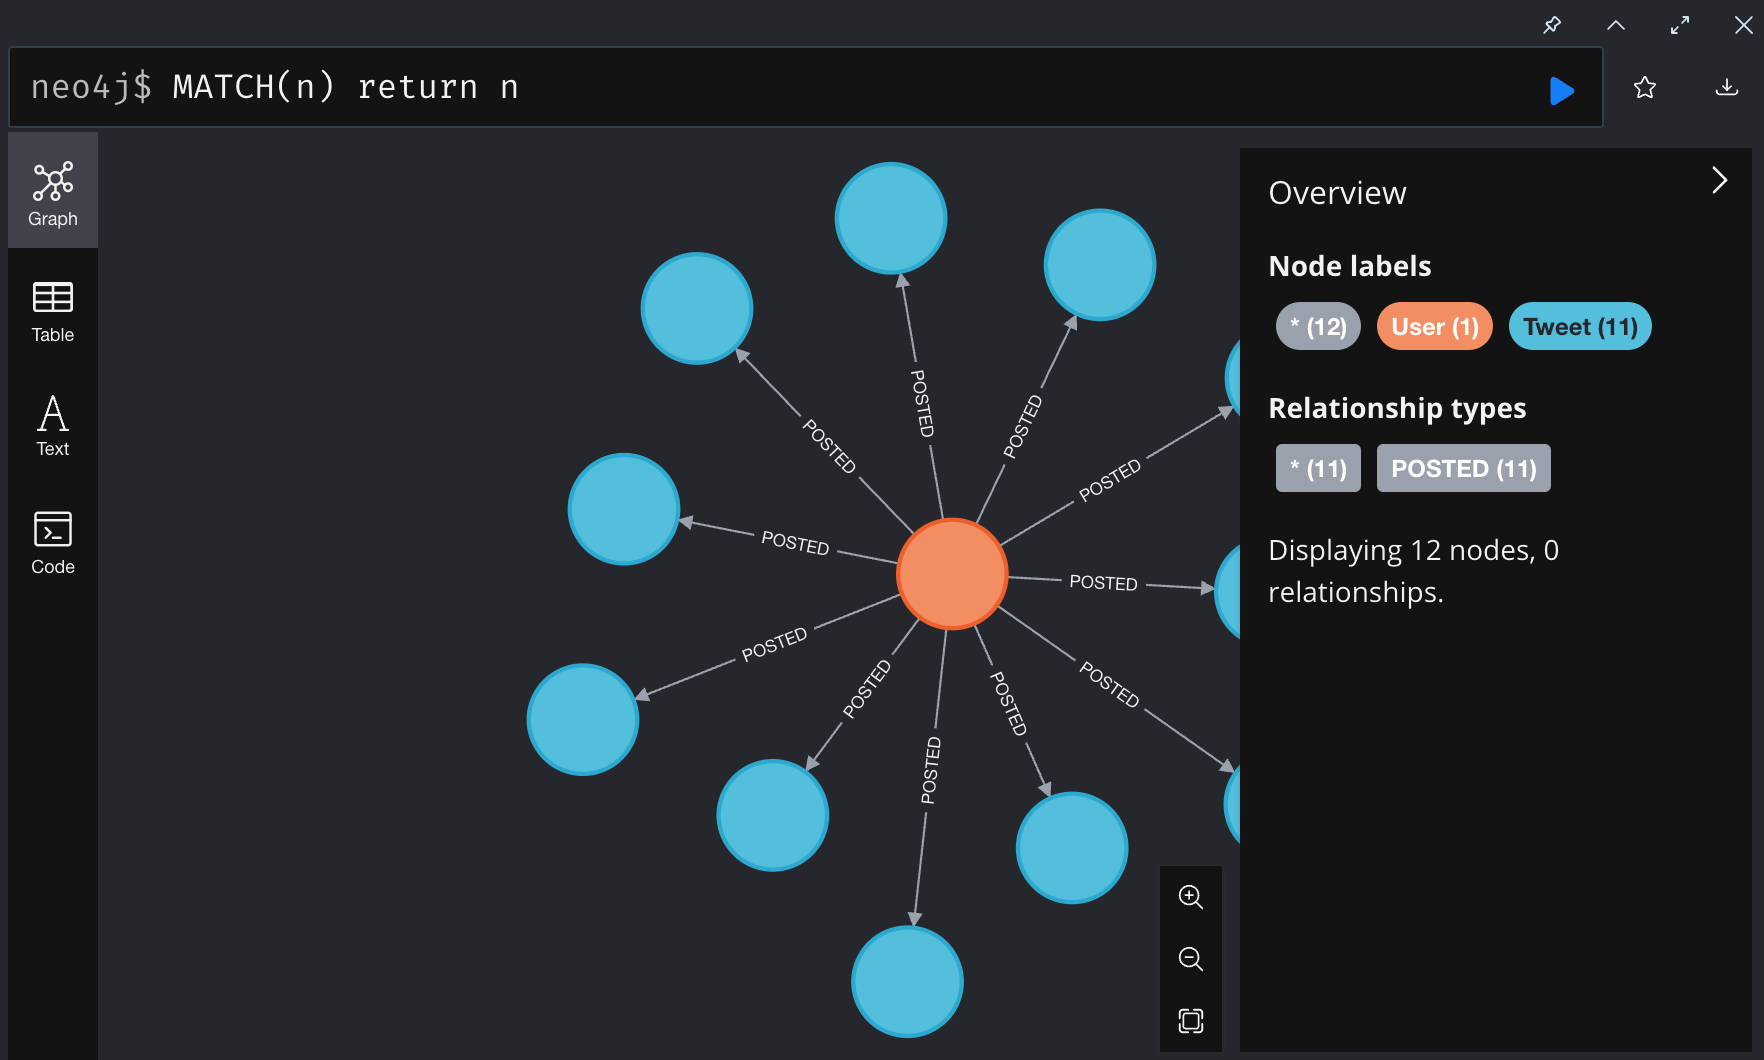 neo4j$ MATCH(n) return n
Graph
Table
Text
Code
POSTED
POSTED
POSTED
POSTED
POSTED
POSTED
POSTED
POSTED
POSTED
POSTED
POSTED
Overview
Node labels
* (12) User (1) Tweet (11)
Relationship types
* (11) POSTED (11)
Displaying 12 nodes, 0
relationships.